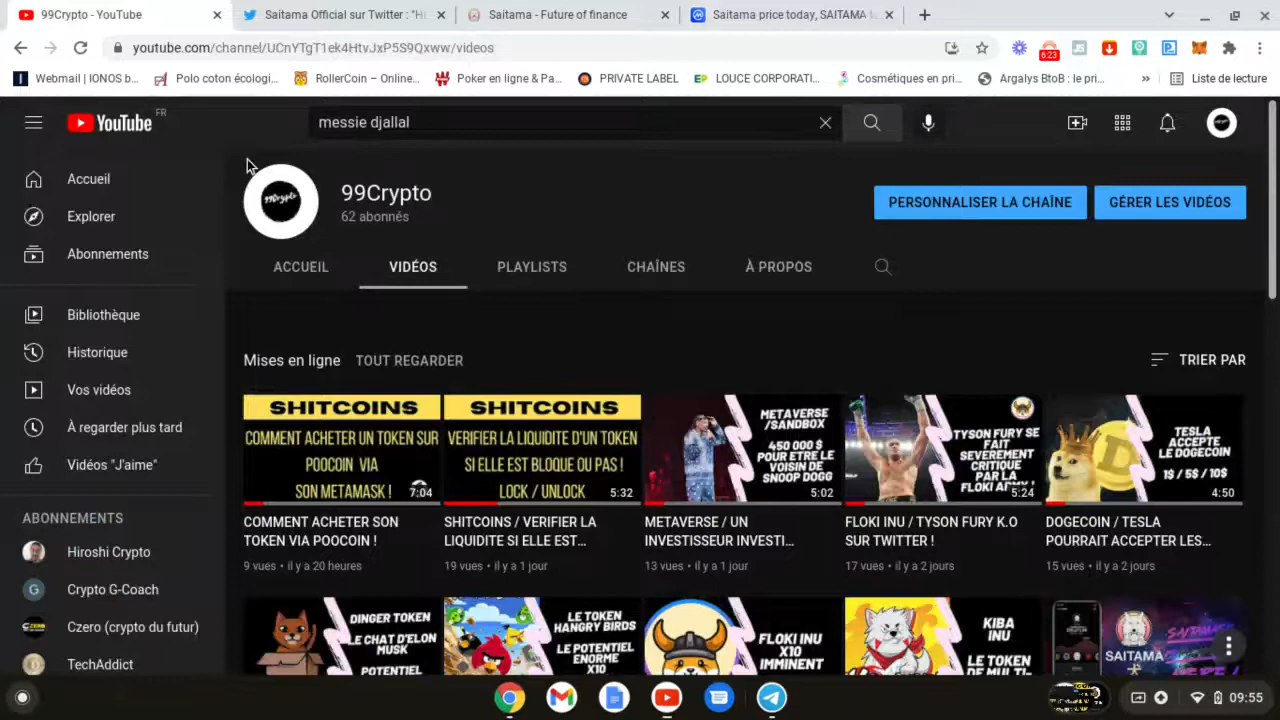 99Crypto - YouTube
Saitama Official sur Twitter : "H
Saitama - Future of finance
Saitama price today, SAITAMA to
youtube.com/channel/UCnYTgT1ek4HtvJxP5S9Qxww/videos
6:23
Webmail | IONOS b...
Polo coton écologi...
RollerCoin – Online...
Poker en ligne & Pa...
PRIVATE LABEL
LOUCE CORPORATI...
Cosmétiques en pri...
Argalys BtoB : le pri...
»
Liste de lecture
YouTube FR
messie djallal
Accueil
Explorer
Abonnements
Bibliothèque
Historique
Vos vidéos
À regarder plus tard
Vidéos "J'aime"
ABONNEMENTS
Hiroshi Crypto
G
Crypto G-Coach
Czero (crypto du futur)
TechAddict
99Crypto
99Crypto
62 abonnés
PERSONNALISER LA CHAÎNE
GÉRER LES VIDÉOS
ACCUEIL
VIDÉOS
PLAYLISTS
CHAÎNES
À PROPOS
Mises en ligne
TOUT REGARDER
TRIER PAR
SHITCOINS
COMMENT ACHETER UN TOKEN SUR
POOCOIN VIA
SON METAMASK !
7:04
COMMENT ACHETER SON
TOKEN VIA POOCOIN !
9 vues • il y a 20 heures
SHITCOINS
VERIFIER LA LIQUIDITE D'UN TOKEN
SI ELLE EST BLOQUE OU PAS !
LOCK / UNLOCK
5:32
SHITCOINS / VERIFIER LA
LIQUIDITE SI ELLE EST...
19 vues • il y a 1 jour
METAVERSE
/SANDBOX
450 000 $
POUR ETRE LE
VOISIN DE
SNOOP DOGG
5:02
METAVERSE / UN
INVESTISSEUR INVESTI...
13 vues • il y a 1 jour
TYSON FURY SE
FAIT
SEVEREMENT
CRITIQUE
PAR LA
FLOKI ARMY !
5:24
FLOKI INU / TYSON FURY K.O
SUR TWITTER !
17 vues • il y a 2 jours
TESLA
ACCEPTE
LE DOGECOIN
1$ / 5$ / 10$
4:50
DOGECOIN / TESLA
POURRAIT ACCEPTER LES...
15 vues • il y a 2 jours
DINGER TOKEN
LE CHAT D'ELON
MUSK
POTENTIEL
LE TOKEN
HANGRY BIRDS
LE POTENTIEL
ENORME
X10
FLOKI INU
X10
IMMINENT
KIBA
INU
LE TOKEN
DE MULTI-
SAITAMA
09:55